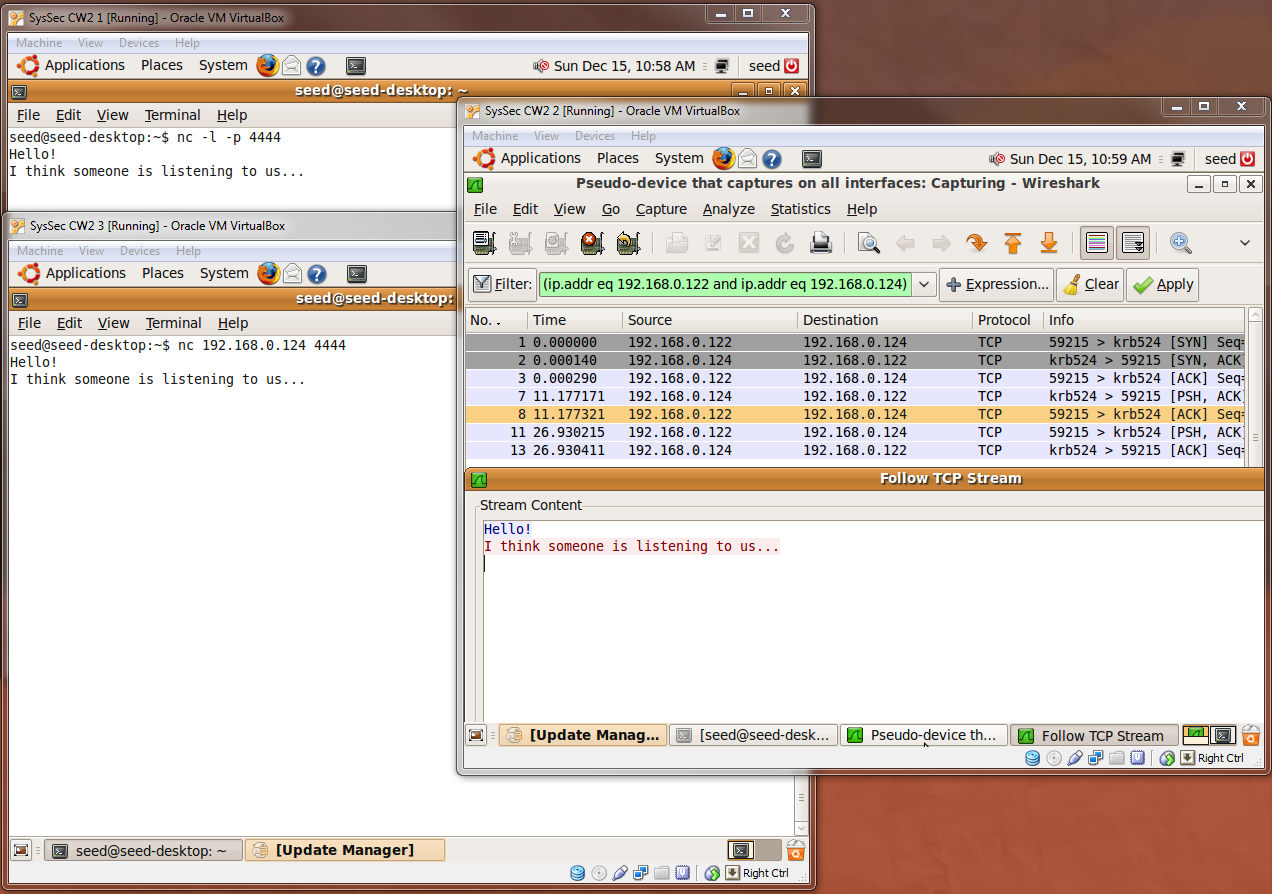 SysSec CW2 1 [Running] - Oracle VM VirtualBox
Machine View Devices Help
Applications Places System Sun Dec 15, 10:58 AM seed
seed@seed-desktop: ~
File Edit View Terminal Help
seed@seed-desktop:~$ nc -l -p 4444
Hello!
I think someone is listening to us...
SysSec CW2 3 [Running] - Oracle VM VirtualBox
Machine View Devices Help
Applications Places System
seed@seed-desktop:
File Edit View Terminal Help
seed@seed-desktop:~$ nc 192.168.0.124 4444
Hello!
I think someone is listening to us...
seed@seed-desktop: ~ [Update Manager]
Right Ctrl
SysSec CW2 2 [Running] - Oracle VM VirtualBox
Machine View Devices Help
Applications Places System Sun Dec 15, 10:59 AM seed
Pseudo-device that captures on all interfaces: Capturing - Wireshark
File Edit View Go Capture Analyze Statistics Help
Filter: (ip.addr eq 192.168.0.122 and ip.addr eq 192.168.0.124) Expression... Clear Apply
No. Time Source Destination Protocol Info
1 0.000000 192.168.0.122 192.168.0.124 TCP 59215 > krb524 [SYN] Seq=
2 0.000140 192.168.0.124 192.168.0.122 TCP krb524 > 59215 [SYN, ACK]
3 0.000290 192.168.0.122 192.168.0.124 TCP 59215 > krb524 [ACK] Seq=
7 11.177171 192.168.0.124 192.168.0.122 TCP krb524 > 59215 [PSH, ACK]
8 11.177321 192.168.0.122 192.168.0.124 TCP 59215 > krb524 [ACK] Seq=
11 26.930215 192.168.0.122 192.168.0.124 TCP 59215 > krb524 [PSH, ACK]
13 26.930411 192.168.0.124 192.168.0.122 TCP krb524 > 59215 [ACK] Seq=
Follow TCP Stream
Stream Content
Hello!
I think someone is listening to us...
[Update Manag... [seed@seed-desk... Pseudo-device th... Follow TCP Stream
Right Ctrl